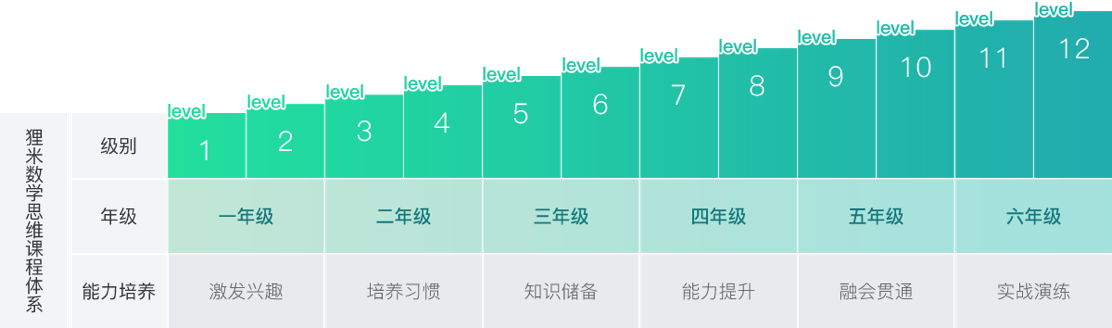 狸米数学思维课程体系
级别
level 1
level 2
level 3
level 4
level 5
level 6
level 7
level 8
level 9
level 10
level 11
level 12
年级
一年级
二年级
三年级
四年级
五年级
六年级
能力培养
激发兴趣
培养习惯
知识储备
能力提升
融会贯通
实战演练